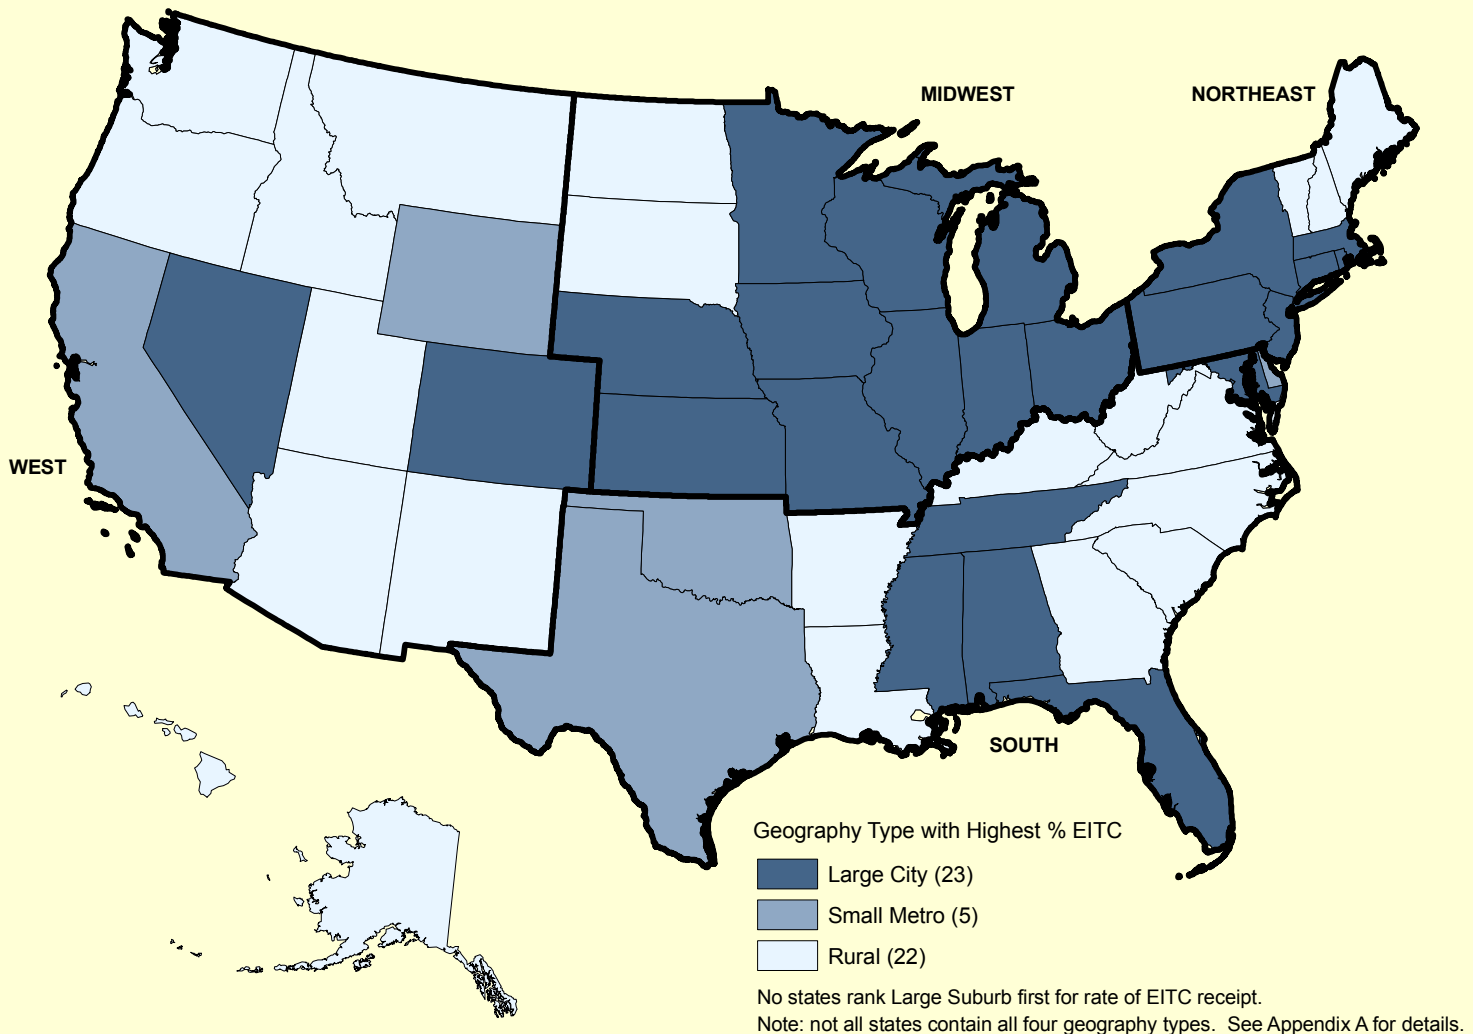 MIDWEST
NORTHEAST
WEST
SOUTH
Geography Type with Highest % EITC
Large City (23)
Small Metro (5)
Rural (22)
No states rank Large Suburb first for rate of EITC receipt.
Note: not all states contain all four geography types. See Appendix A for details.